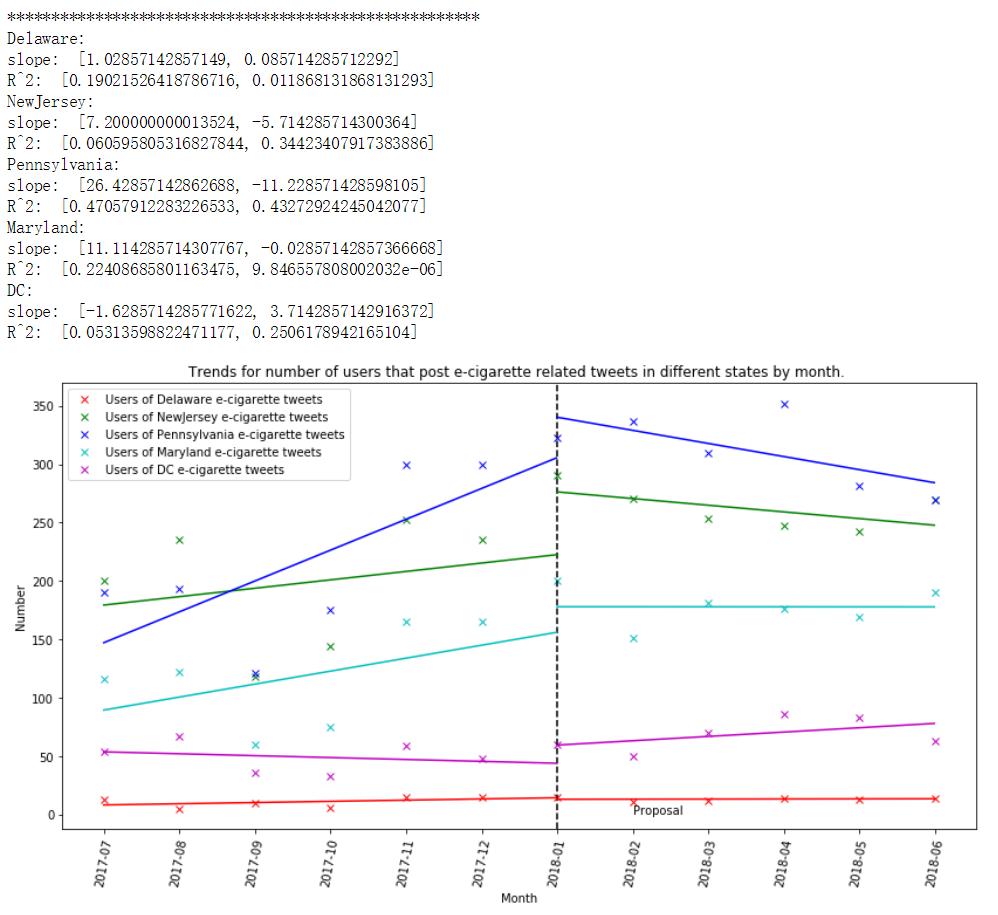 ******************************************************
Delaware:
slope:  [1.02857142857149, 0.085714285712292]
R^2:  [0.19021526418786716, 0.011868131868131293]
NewJersey:
slope:  [7.200000000013524, -5.714285714300364]
R^2:  [0.060595805316827844, 0.34423407917383886]
Pennsylvania:
slope:  [26.42857142862688, -11.228571428598105]
R^2:  [0.47057912283226533, 0.43272924245042077]
Maryland:
slope:  [11.114285714307767, -0.02857142857366668]
R^2:  [0.22408685801163475, 9.846557808002032e-06]
DC:
slope:  [-1.6285714285771622, 3.7142857142916372]
R^2:  [0.05313598822471177, 0.2506178942165104]
Trends for number of users that post e-cigarette related tweets in different states by month.
Users of Delaware e-cigarette tweets
Users of NewJersey e-cigarette tweets
Users of Pennsylvania e-cigarette tweets
Users of Maryland e-cigarette tweets
Users of DC e-cigarette tweets
350
300
250
200
150
100
50
0
Number
Proposal
2017-07
2017-08
2017-09
2017-10
2017-11
2017-12
2018-01
2018-02
2018-03
2018-04
2018-05
2018-06
Month